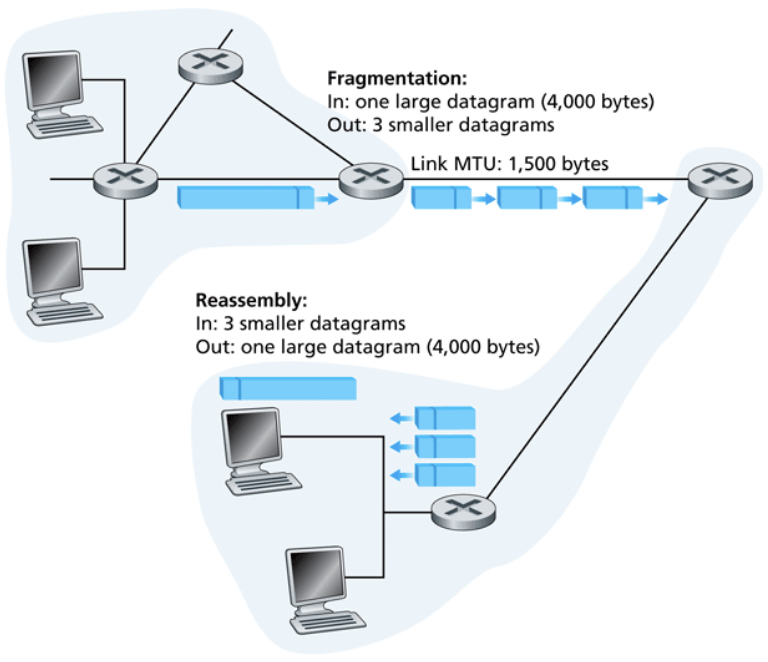 Fragmentation:
In: one large datagram (4,000 bytes)
Out: 3 smaller datagrams
Link MTU: 1,500 bytes
Reassembly:
In: 3 smaller datagrams
Out: one large datagram (4,000 bytes)